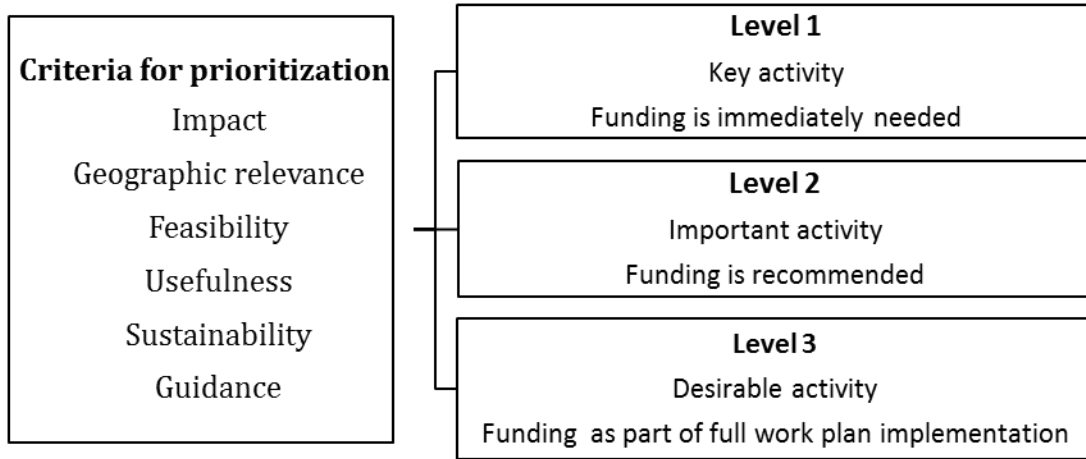 Criteria for prioritization
Impact
Geographic relevance
Feasibility
Usefulness
Sustainability
Guidance
Level 1
Key activity
Funding is immediately needed
Level 2
Important activity
Funding is recommended
Level 3
Desirable activity
Funding as part of full work plan implementation